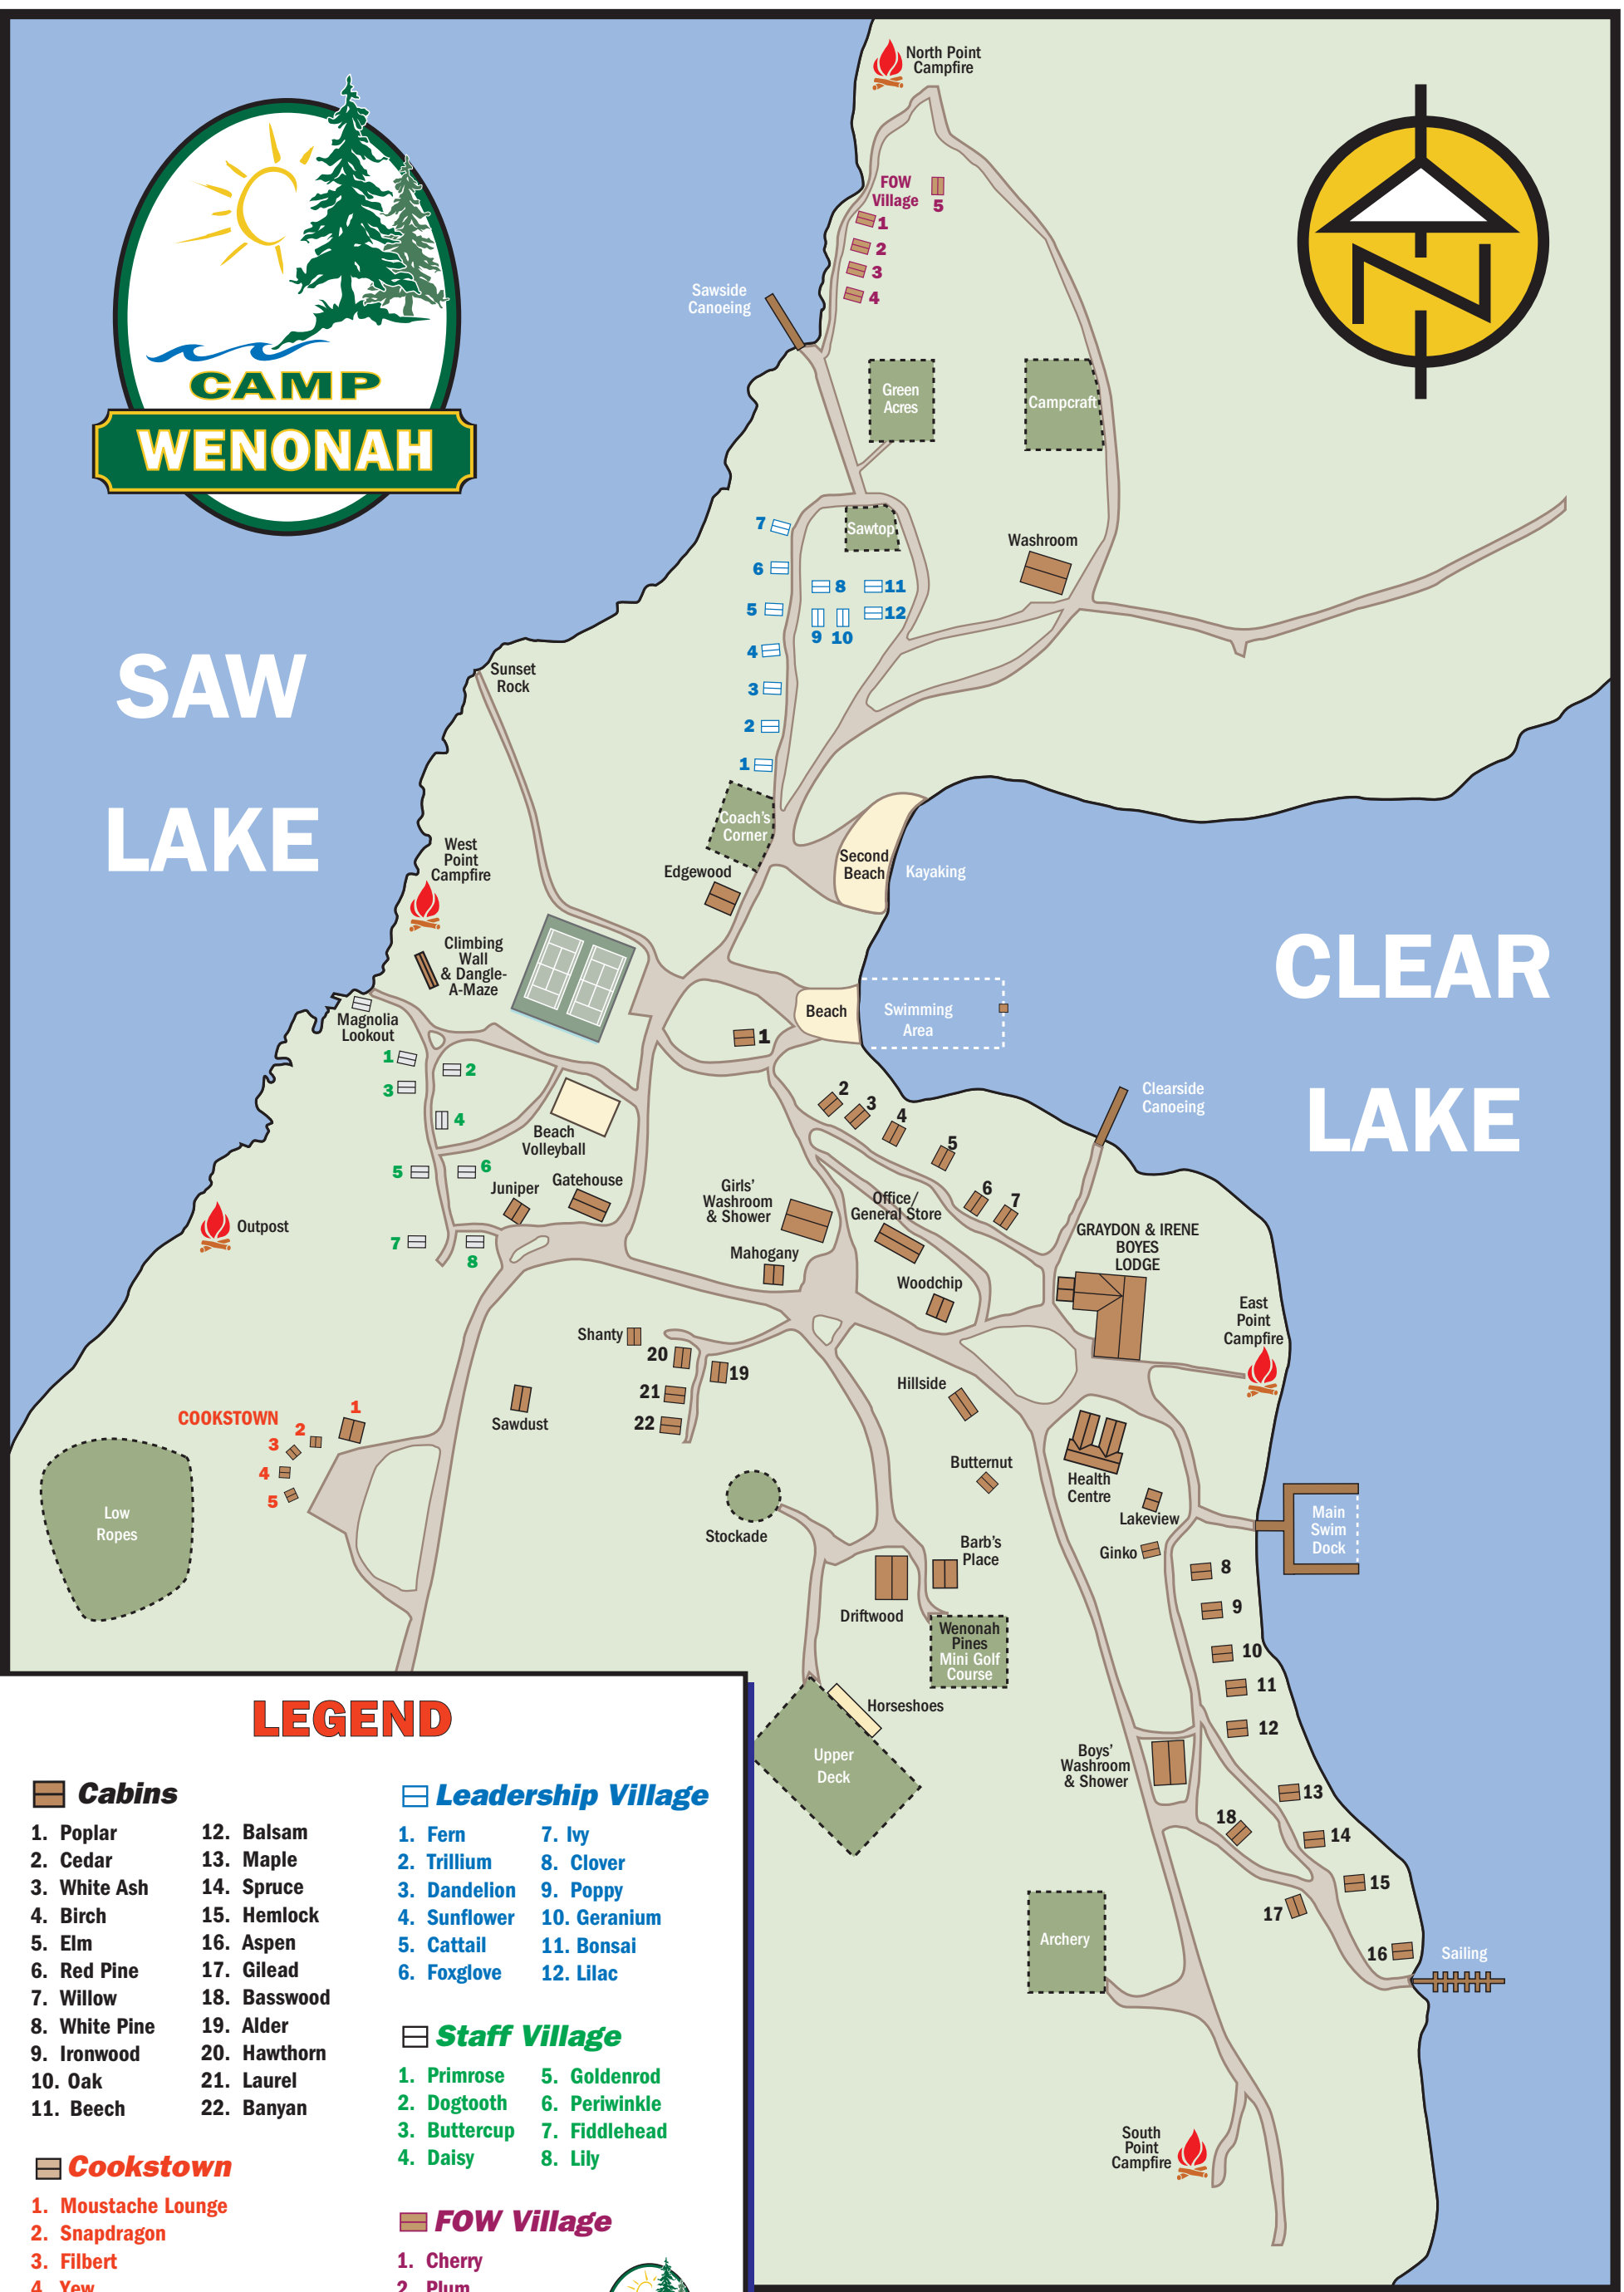 North Point
Campfire
FOW
Village
5
1
2
3
4
N
CAMP
WENONAH
Sawside
Canoeing
Green
Acres
Campcraft
Sawtop
Washroom
7
6
8
11
5
12
9
10
4
3
2
1
SAW
LAKE
Sunset
Rock
Coach's
Corner
Edgewood
Second
Beach
Kayaking
CLEAR
LAKE
West
Point
Campfire
Climbing
Wall
& Dangle-
A-Maze
Magnolia
Lookout
Beach
Swimming
Area
1
1
2
3
4
5
6
7
8
Beach
Volleyball
Juniper
Gatehouse
2
3
4
5
6
7
Clearside
Canoeing
Outpost
Girls'
Washroom
& Shower
Office/
General Store
Mahogany
Woodchip
GRAYDON & IRENE
BOYES
LODGE
East
Point
Campfire
Shanty
20
19
21
22
Sawdust
Hillside
COOKSTOWN
1
2
3
4
5
Low
Ropes
Butternut
Health
Centre
Lakeview
Ginko
Main
Swim
Dock
Stockade
Barb's
Place
Driftwood
Wenonah
Pines
Mini Golf
Course
Horseshoes
Upper
Deck
8
9
10
11
12
Boys'
Washroom
& Shower
13
18
14
15
17
16
Sailing
Archery
South
Point
Campfire
LEGEND
Cabins
1. Poplar
2. Cedar
3. White Ash
4. Birch
5. Elm
6. Red Pine
7. Willow
8. White Pine
9. Ironwood
10. Oak
11. Beech
12. Balsam
13. Maple
14. Spruce
15. Hemlock
16. Aspen
17. Gilead
18. Basswood
19. Alder
20. Hawthorn
21. Laurel
22. Banyan
Cookstown
1. Moustache Lounge
2. Snapdragon
3. Filbert
4. Yew
Leadership Village
1. Fern
2. Trillium
3. Dandelion
4. Sunflower
5. Cattail
6. Foxglove
7. Ivy
8. Clover
9. Poppy
10. Geranium
11. Bonsai
12. Lilac
Staff Village
1. Primrose
2. Dogtooth
3. Buttercup
4. Daisy
5. Goldenrod
6. Periwinkle
7. Fiddlehead
8. Lily
FOW Village
1. Cherry
2. Plum